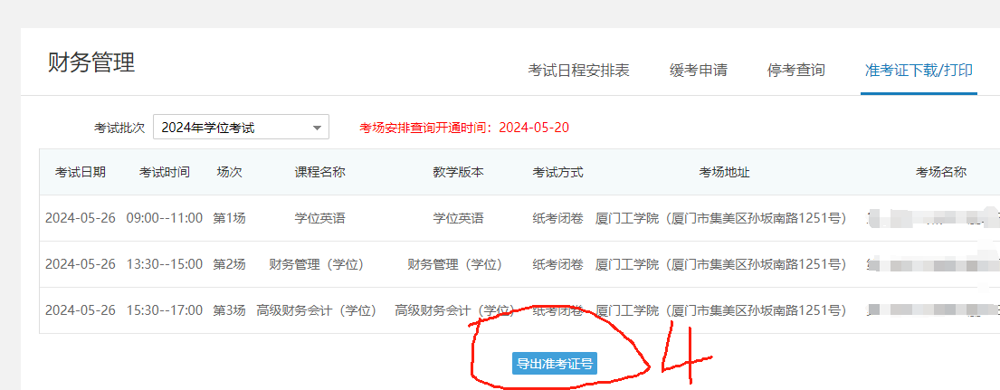 财务管理
考试日程安排表 缓考申请 停考查询 准考证下载/打印
考试批次 2024年学位考试 考场安排查询开通时间：2024-05-20
考试日期 考试时间 场次 课程名称 教学版本 考试方式 考场地址 考场名称
2024-05-26 09:00--11:00 第1场 学位英语 学位英语 纸考闭卷 厦门工学院（厦门市集美区孙坂南路1251号）
2024-05-26 13:30--15:00 第2场 财务管理（学位） 财务管理（学位） 纸考闭卷 厦门工学院（厦门市集美区孙坂南路1251号）
2024-05-26 15:30--17:00 第3场 高级财务会计（学位） 高级财务会计（学位） 纸考闭卷 厦门工学院（厦门市集美区孙坂南路1251号）
导出准考证号 4